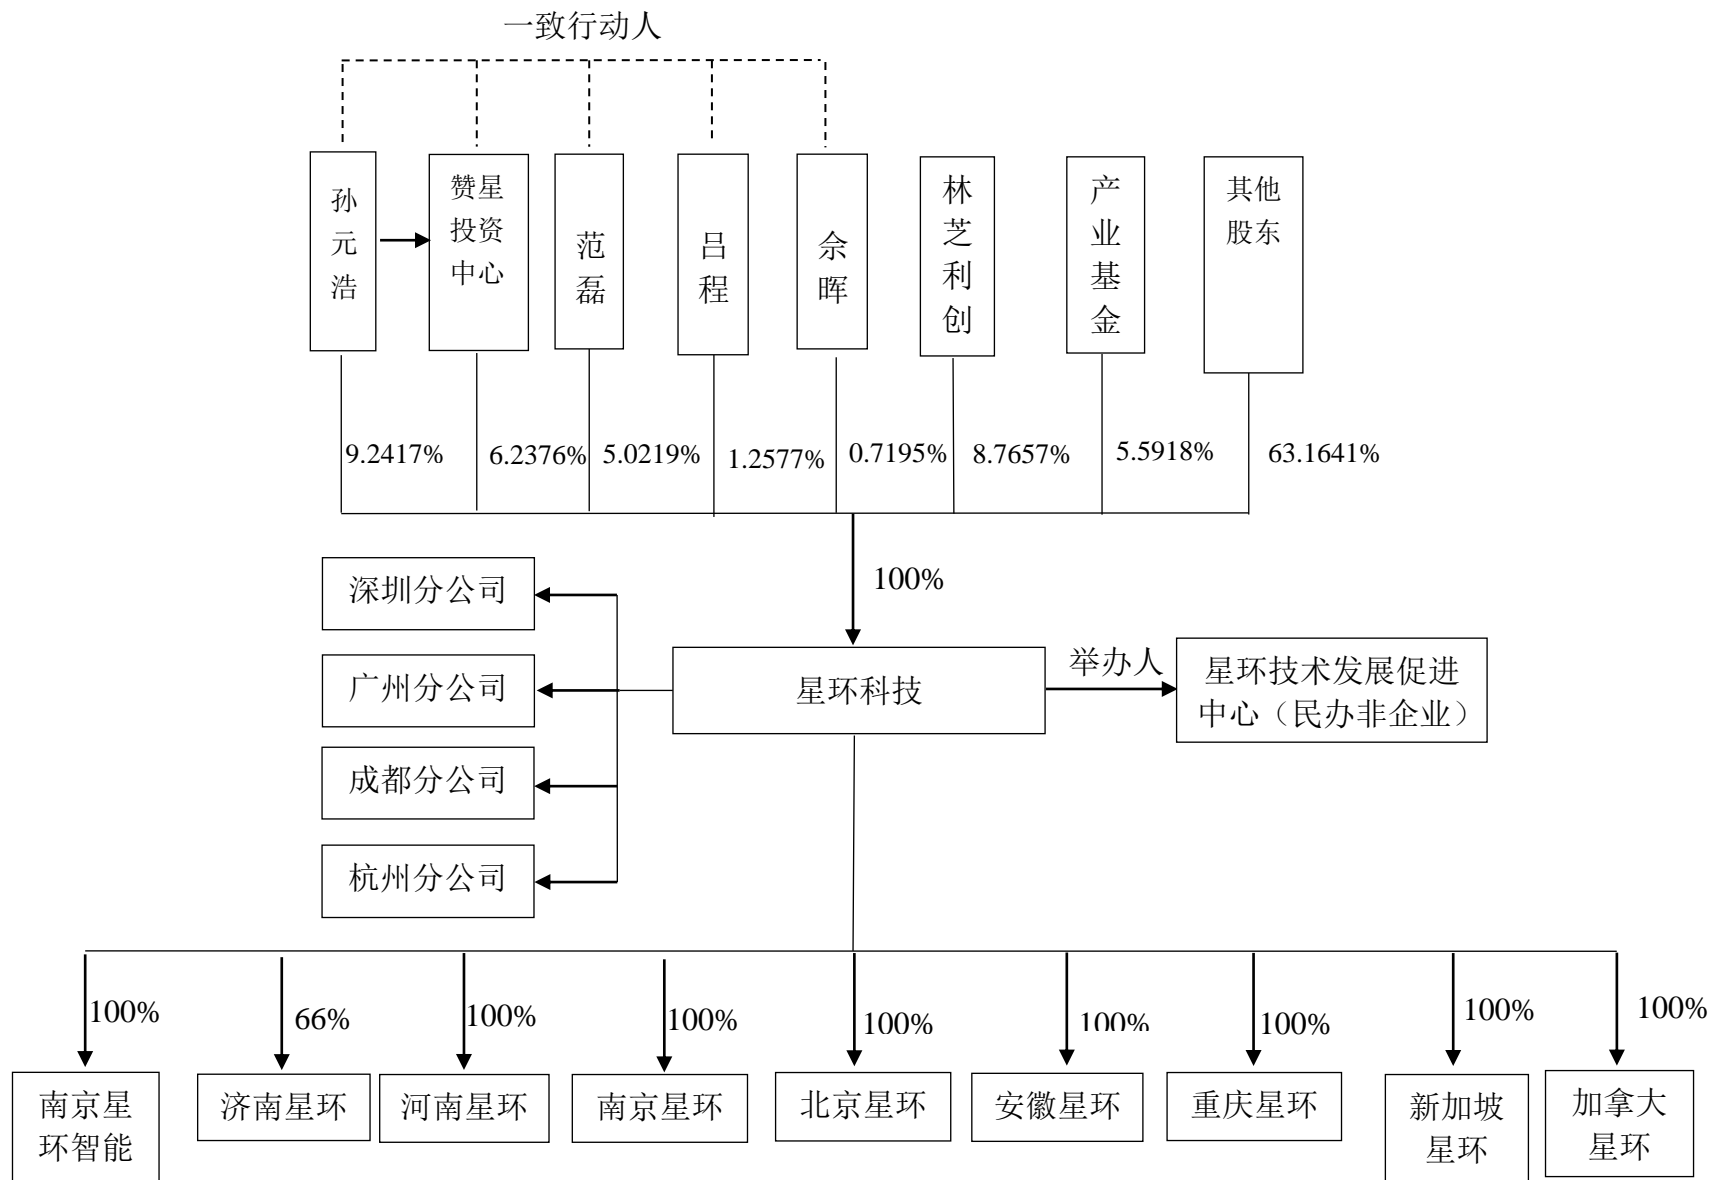 一致行动人
孙
元
浩
赞星
投资
中心
范
磊
吕
程
佘
晖
林
芝
利
创
产
业
基
金
其他
股东
9.2417%
6.2376%
5.0219%
1.2577%
0.7195%
8.7657%
5.5918%
63.1641%
100%
深圳分公司
广州分公司
成都分公司
杭州分公司
星环科技
举办人
星环技术发展促进
中心（民办非企业）
100%
66%
100%
100%
100%
100%
100%
100%
100%
南京星
环智能
济南星环
河南星环
南京星环
北京星环
安徽星环
重庆星环
新加坡
星环
加拿大
星环